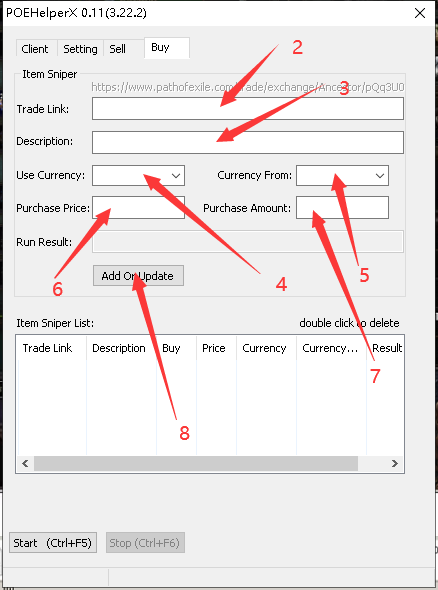 POEHelperX 0.11(3.22.2)
Client Setting Sell Buy
Item Sniper
2
https://www.pathofexile.com/trade/exchange/Ancestor/pQq3U0
3
Trade Link:
Description:
Use Currency: Currency From:
Purchase Price: Purchase Amount:
Run Result:
6 4 5
Add Or Update
Item Sniper List: double click to delete
7
Trade Link Description Buy Price Currency Currency... Result
8
Start (Ctrl+F5) Stop (Ctrl+F6)